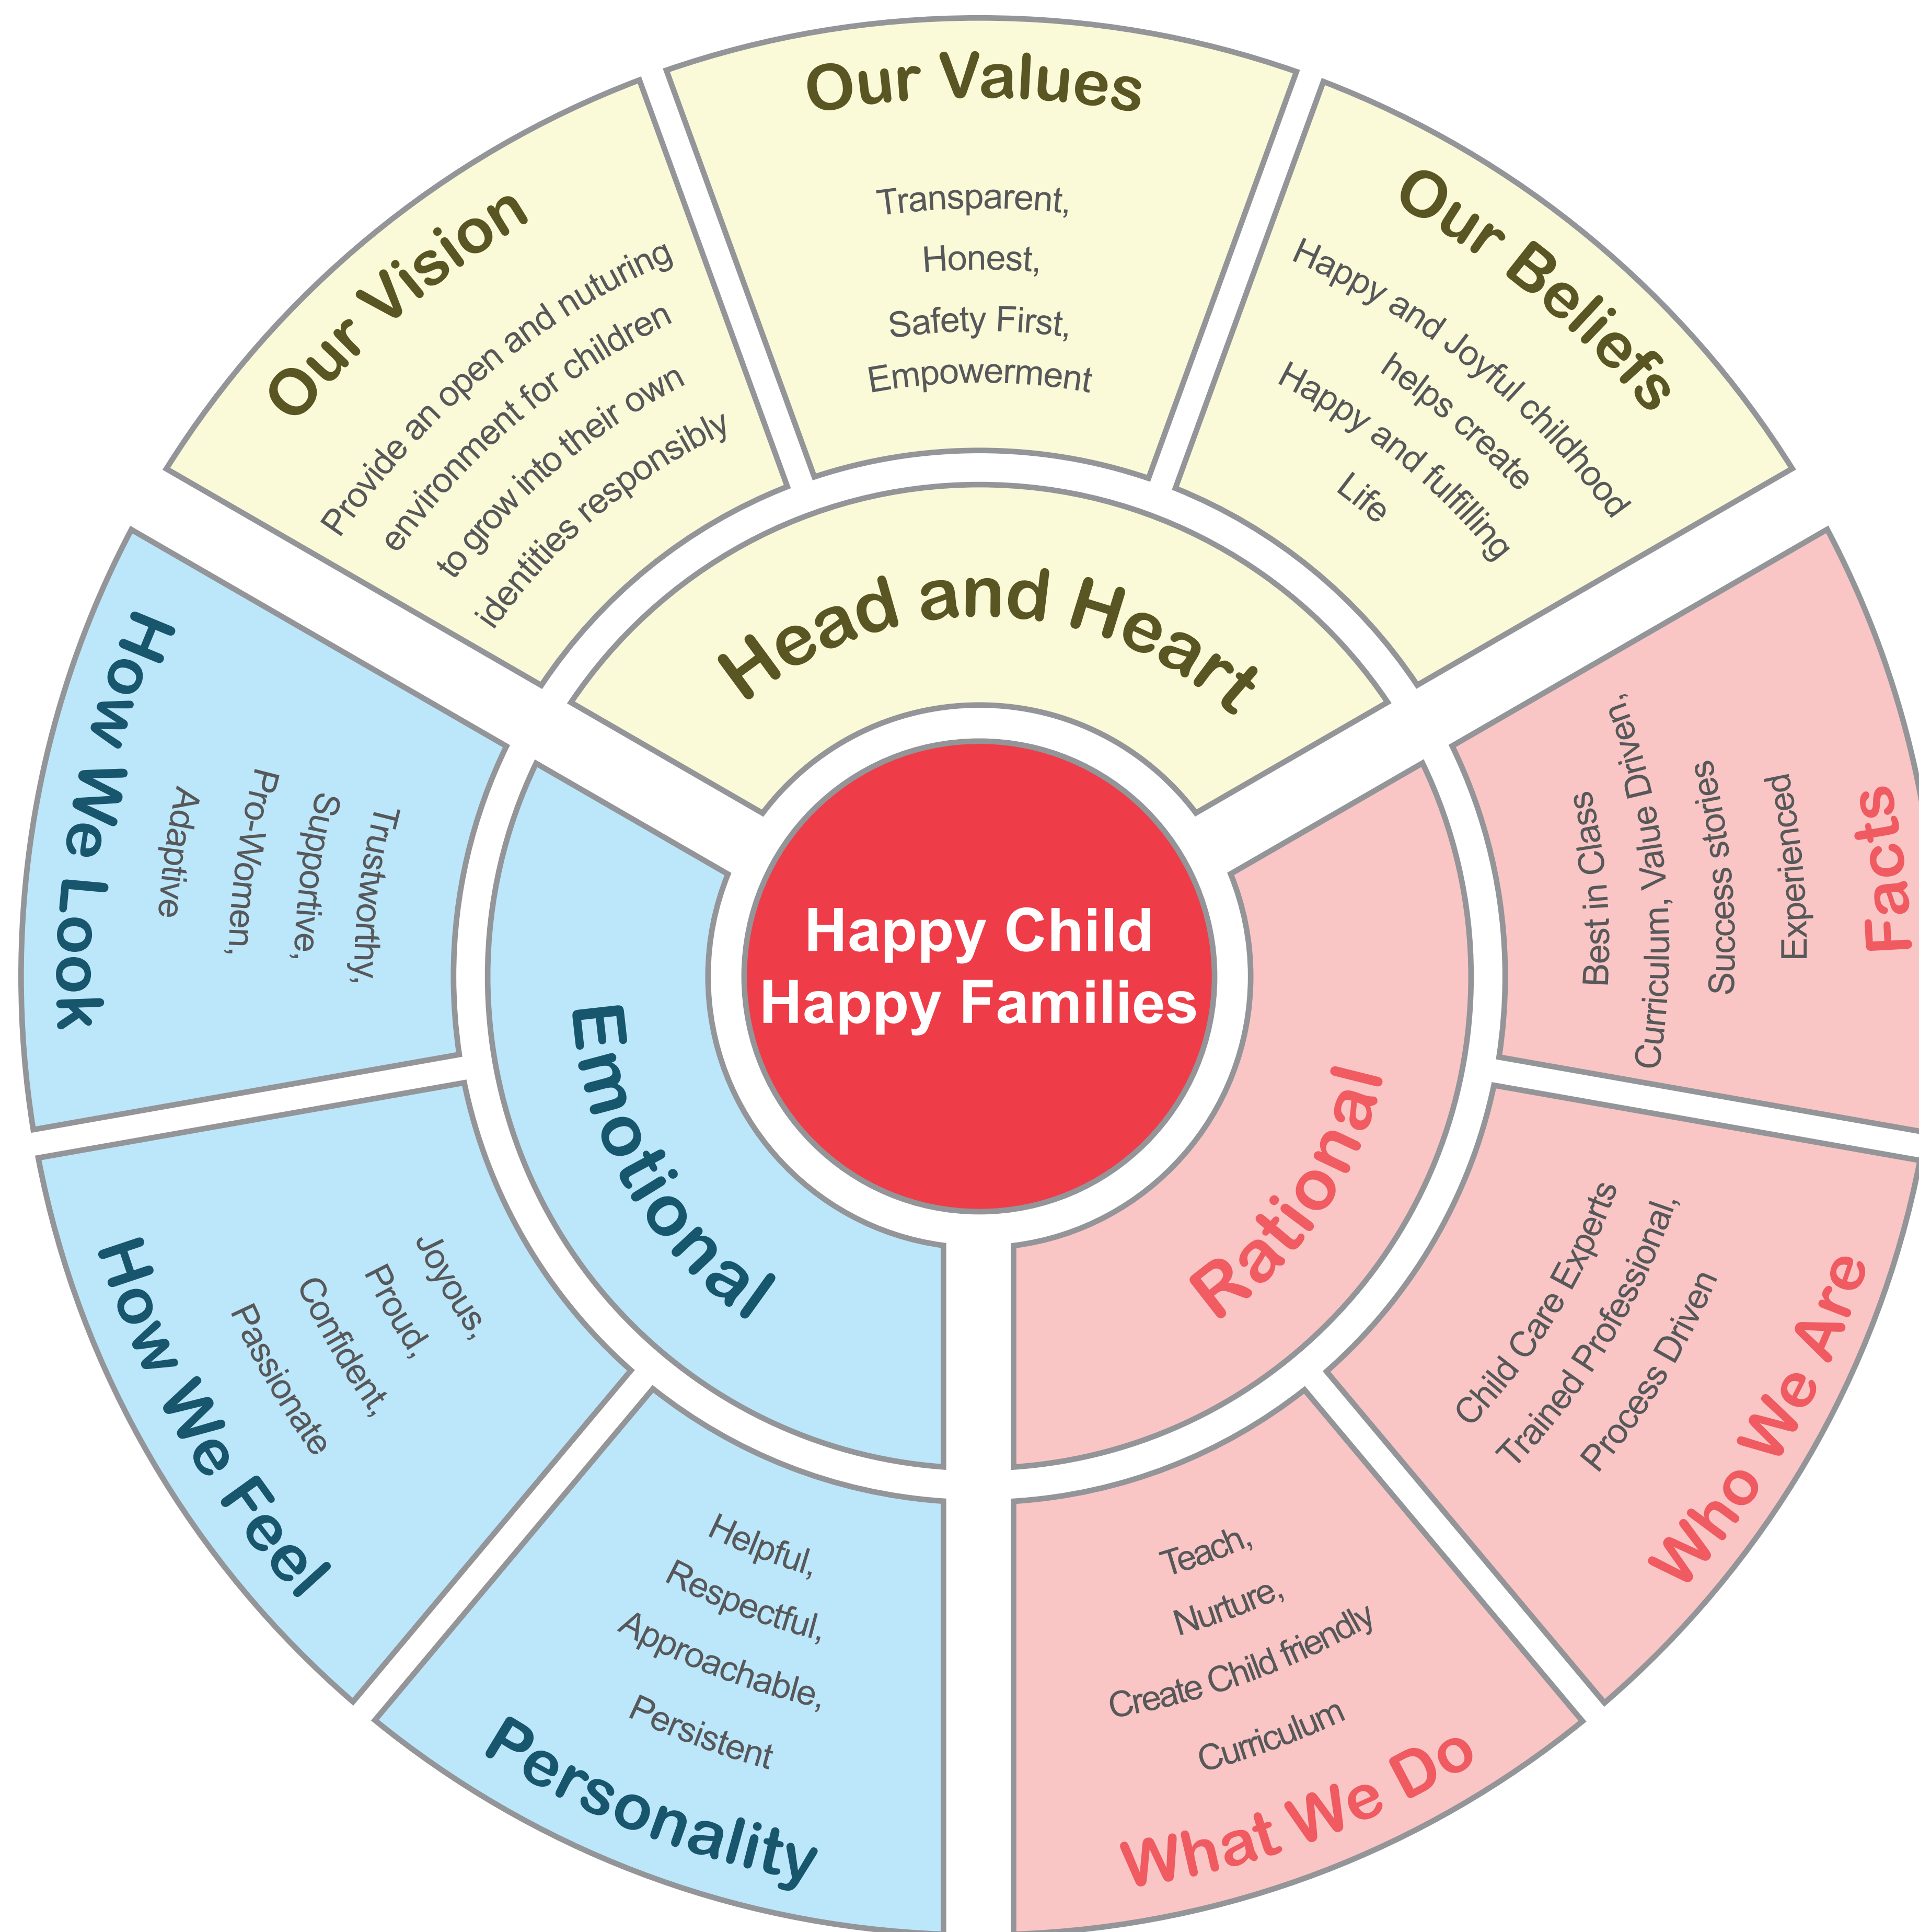 Our Values
Transparent,
Honest,
Safety First,
Empowerment
Our Vision
Provide an open and nuturing
environment for children
to grow into their own
identities responsibly
Our Beliefs
Happy and Joyful childhood
helps create
Happy and fulfilling
Life
Head and Heart
Happy Child
Happy Families
How We Look
Trustworthy,
Supportive,
Pro-Women,
Adaptive
Emotional
How We Feel
Joyous,
Proud,
Confident,
Passionate
Helpful,
Respectful,
Approachable,
Persistent
Personality
Rational
Best in Class
Curriculum, Value Driven,
Success stories
Experienced
Facts
Child Care Experts
Trained Professional,
Process Driven
Who We Are
Teach,
Nurture,
Create Child friendly
Curriculum
What We Do